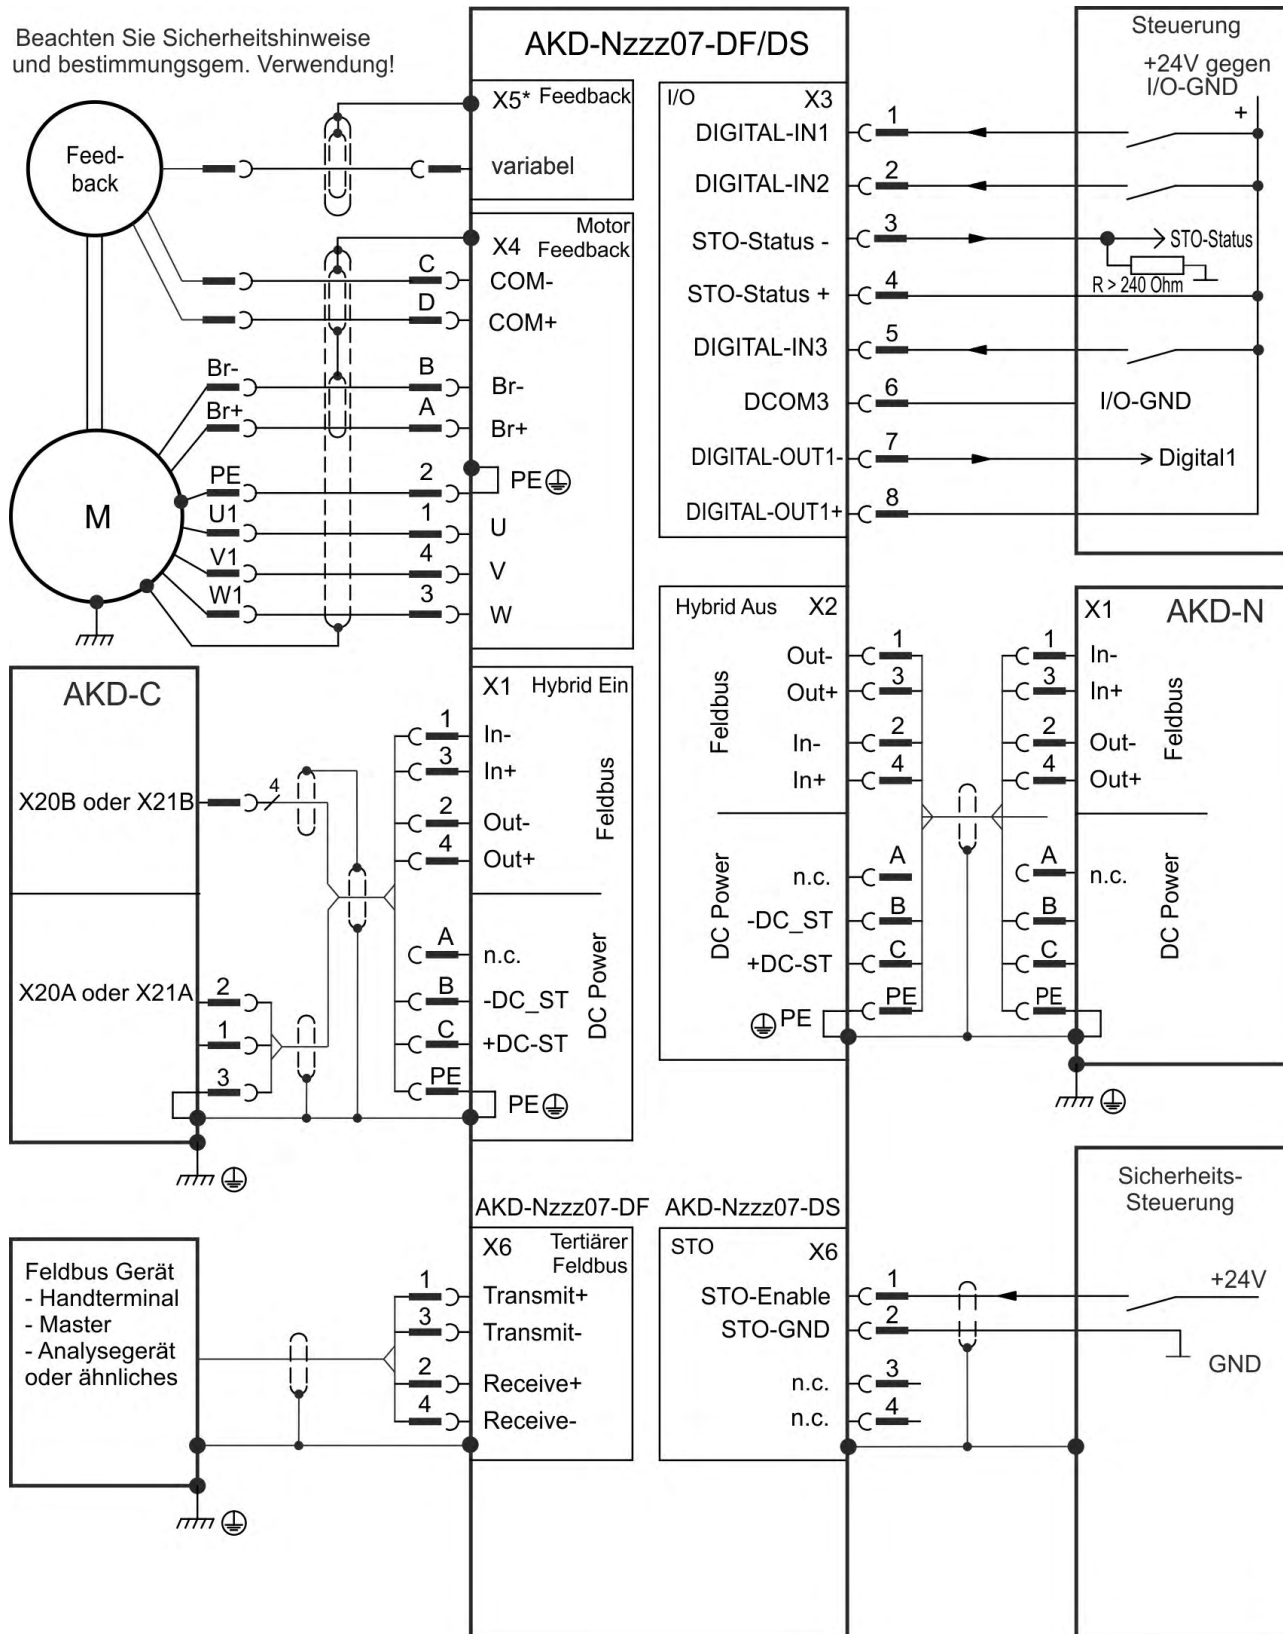 Beachten Sie Sicherheitshinweise
und bestimmungsgem. Verwendung!
AKD-Nzzz07-DF/DS
Steuerung
+24V gegen
I/O-GND
+
Feed-
back
X5* Feedback
variabel
Motor
X4 Feedback
C
COM-
D
COM+
Br-
B
Br-
Br+
A
Br+
PE
2
PE
M
U1
1
U
V1
4
V
W1
3
W
I/O X3
DIGITAL-IN1
1
DIGITAL-IN2
2
STO-Status -
3
STO-Status
R > 240 Ohm
STO-Status +
4
DIGITAL-IN3
5
DCOM3
6
I/O-GND
DIGITAL-OUT1-
7
Digital1
DIGITAL-OUT1+
8
AKD-C
X20B oder X21B
4
X20A oder X21A
2
1
3
X1 Hybrid Ein
1
In-
3
In+
2
Out-
4
Out+
Feldbus
A
n.c.
B
-DC_ST
C
+DC-ST
PE
PE
DC Power
Hybrid Aus X2
Out-
1
Out+
3
In-
2
In+
4
Feldbus
n.c.
A
-DC_ST
B
+DC-ST
C
PE
PE
DC Power
X1 AKD-N
1
In-
3
In+
2
Out-
4
Out+
Feldbus
A
n.c.
B
C
PE
DC Power
AKD-Nzzz07-DF
AKD-Nzzz07-DS
Feldbus Gerät
- Handterminal
- Master
- Analysegerät
oder ähnliches
X6 Tertiärer
Feldbus
1
Transmit+
3
Transmit-
2
Receive+
4
Receive-
STO X6
STO-Enable
1
STO-GND
2
n.c.
3
n.c.
4
Sicherheits-
Steuerung
+24V
GND